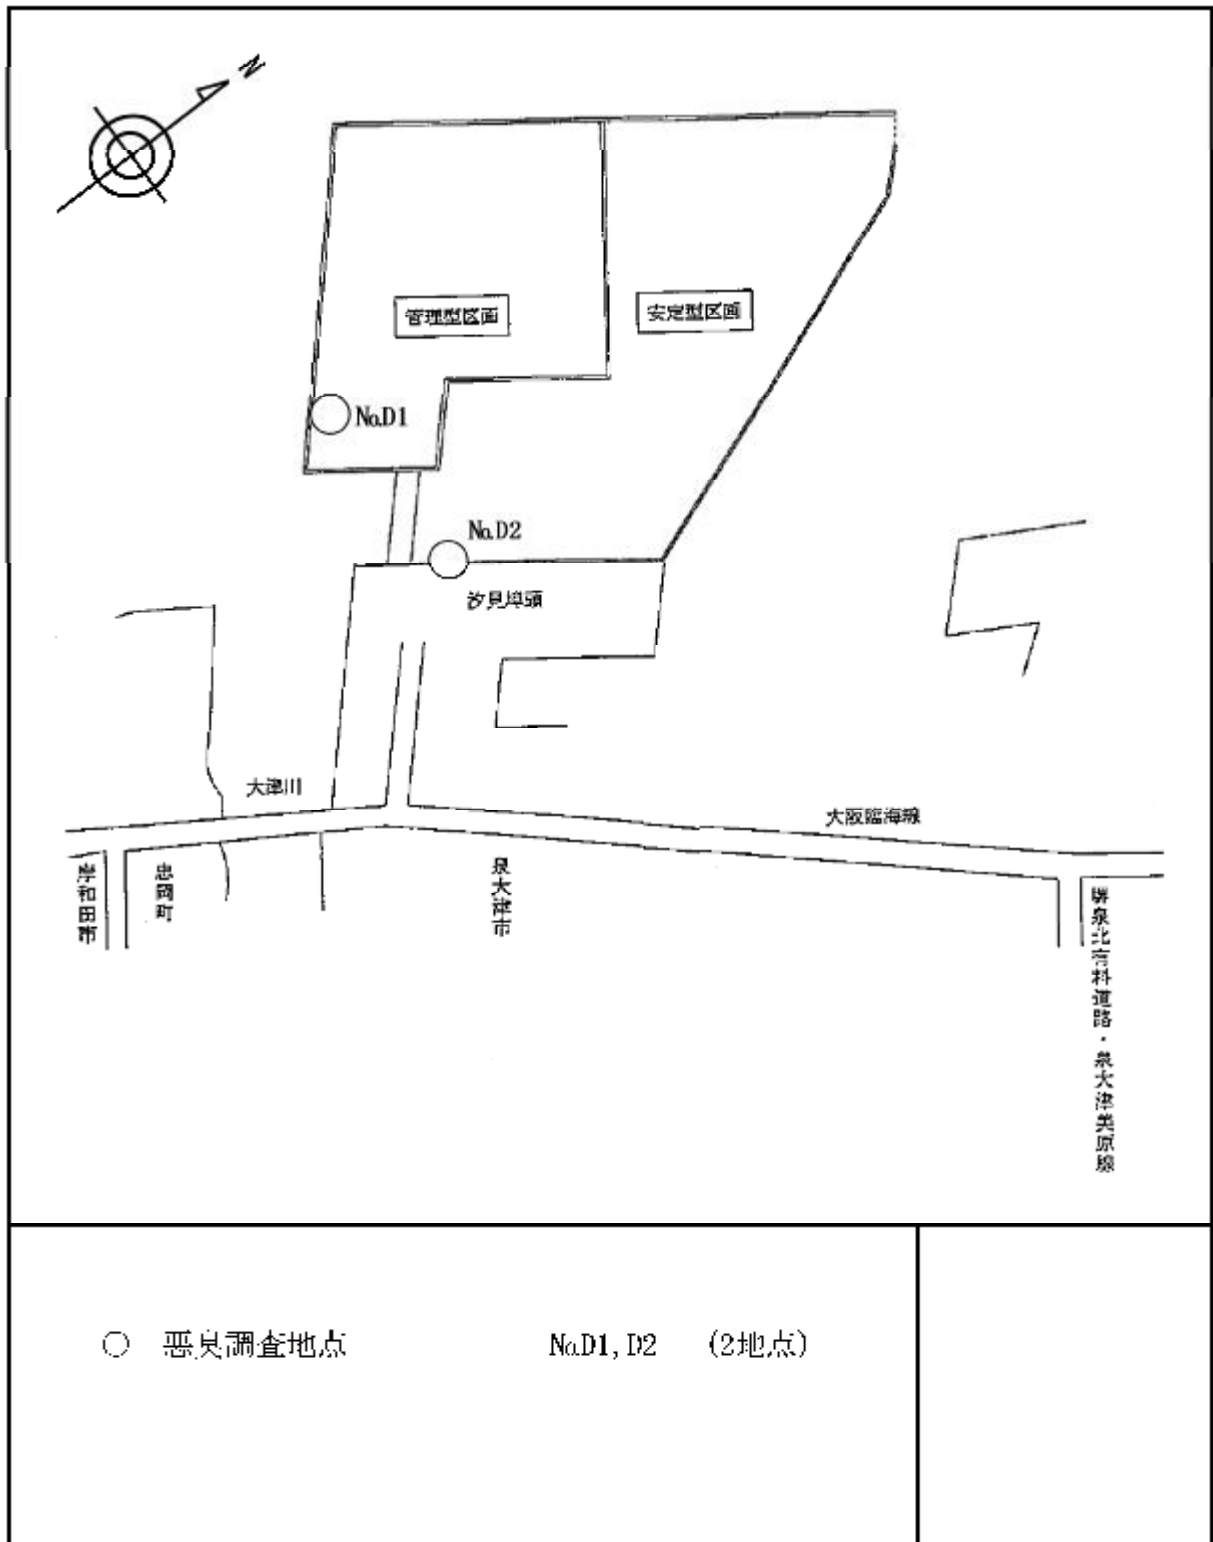 N
管理型区画
安定型区画
No.D1
No.D2
汐見埠頭
大津川
大阪臨海線
岸和田市
忠岡町
泉大津市
堺泉北有料道路・泉大津美原線
○ 悪臭調査地点 No.D1, D2 (2地点)